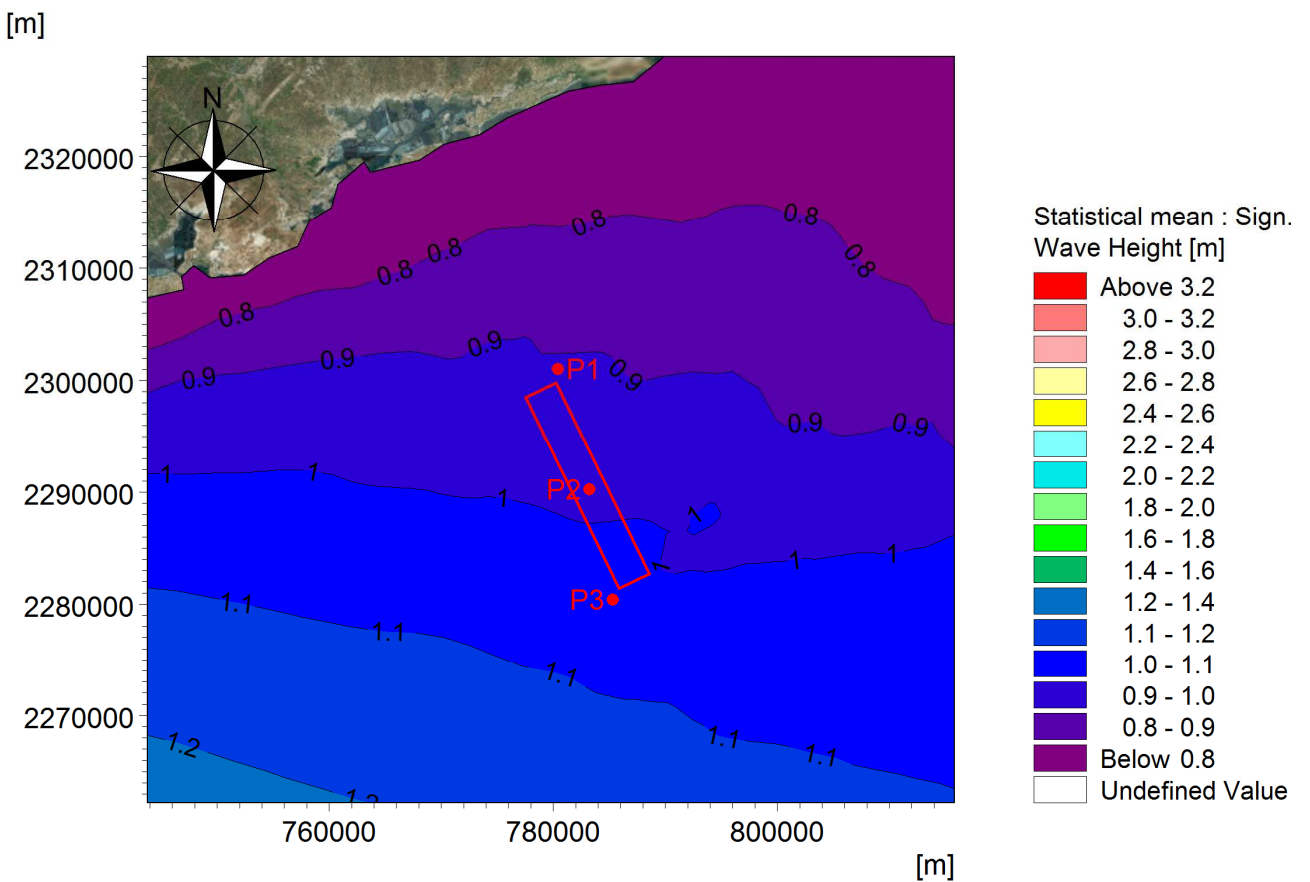 [m]
N
2320000
2310000
2300000
2290000
2280000
2270000
760000
780000
800000
[m]
0.8
0.8
0.8
0.8
0.8
0.8
0.9
0.9
0.9
0.9
0.9
0.9
1
1
1
1
1
1
1
1.1
1.1
1.1
1.1
1.1
1.2
1.2
P1
P2
P3
Statistical mean : Sign.
Wave Height [m]
Above 3.2
3.0 - 3.2
2.8 - 3.0
2.6 - 2.8
2.4 - 2.6
2.2 - 2.4
2.0 - 2.2
1.8 - 2.0
1.6 - 1.8
1.4 - 1.6
1.2 - 1.4
1.1 - 1.2
1.0 - 1.1
0.9 - 1.0
0.8 - 0.9
Below 0.8
Undefined Value